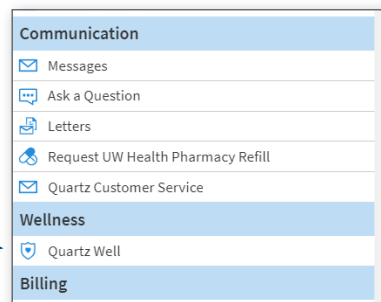 Communication
Messages
Ask a Question
Letters
Request UW Health Pharmacy Refill
Quartz Customer Service
Wellness
Quartz Well
Billing